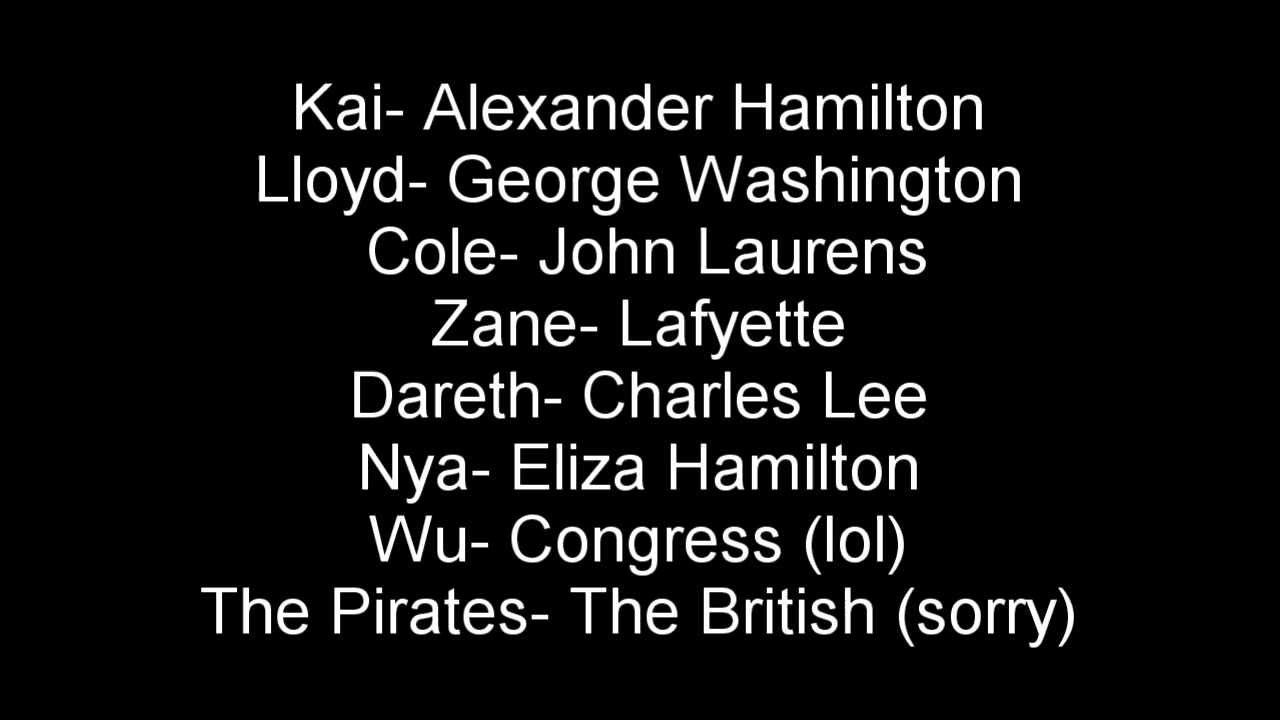 Kai- Alexander Hamilton
Lloyd- George Washington
Cole- John Laurens
Zane- Lafyette
Dareth- Charles Lee
Nya- Eliza Hamilton
Wu- Congress (lol)
The Pirates- The British (sorry)